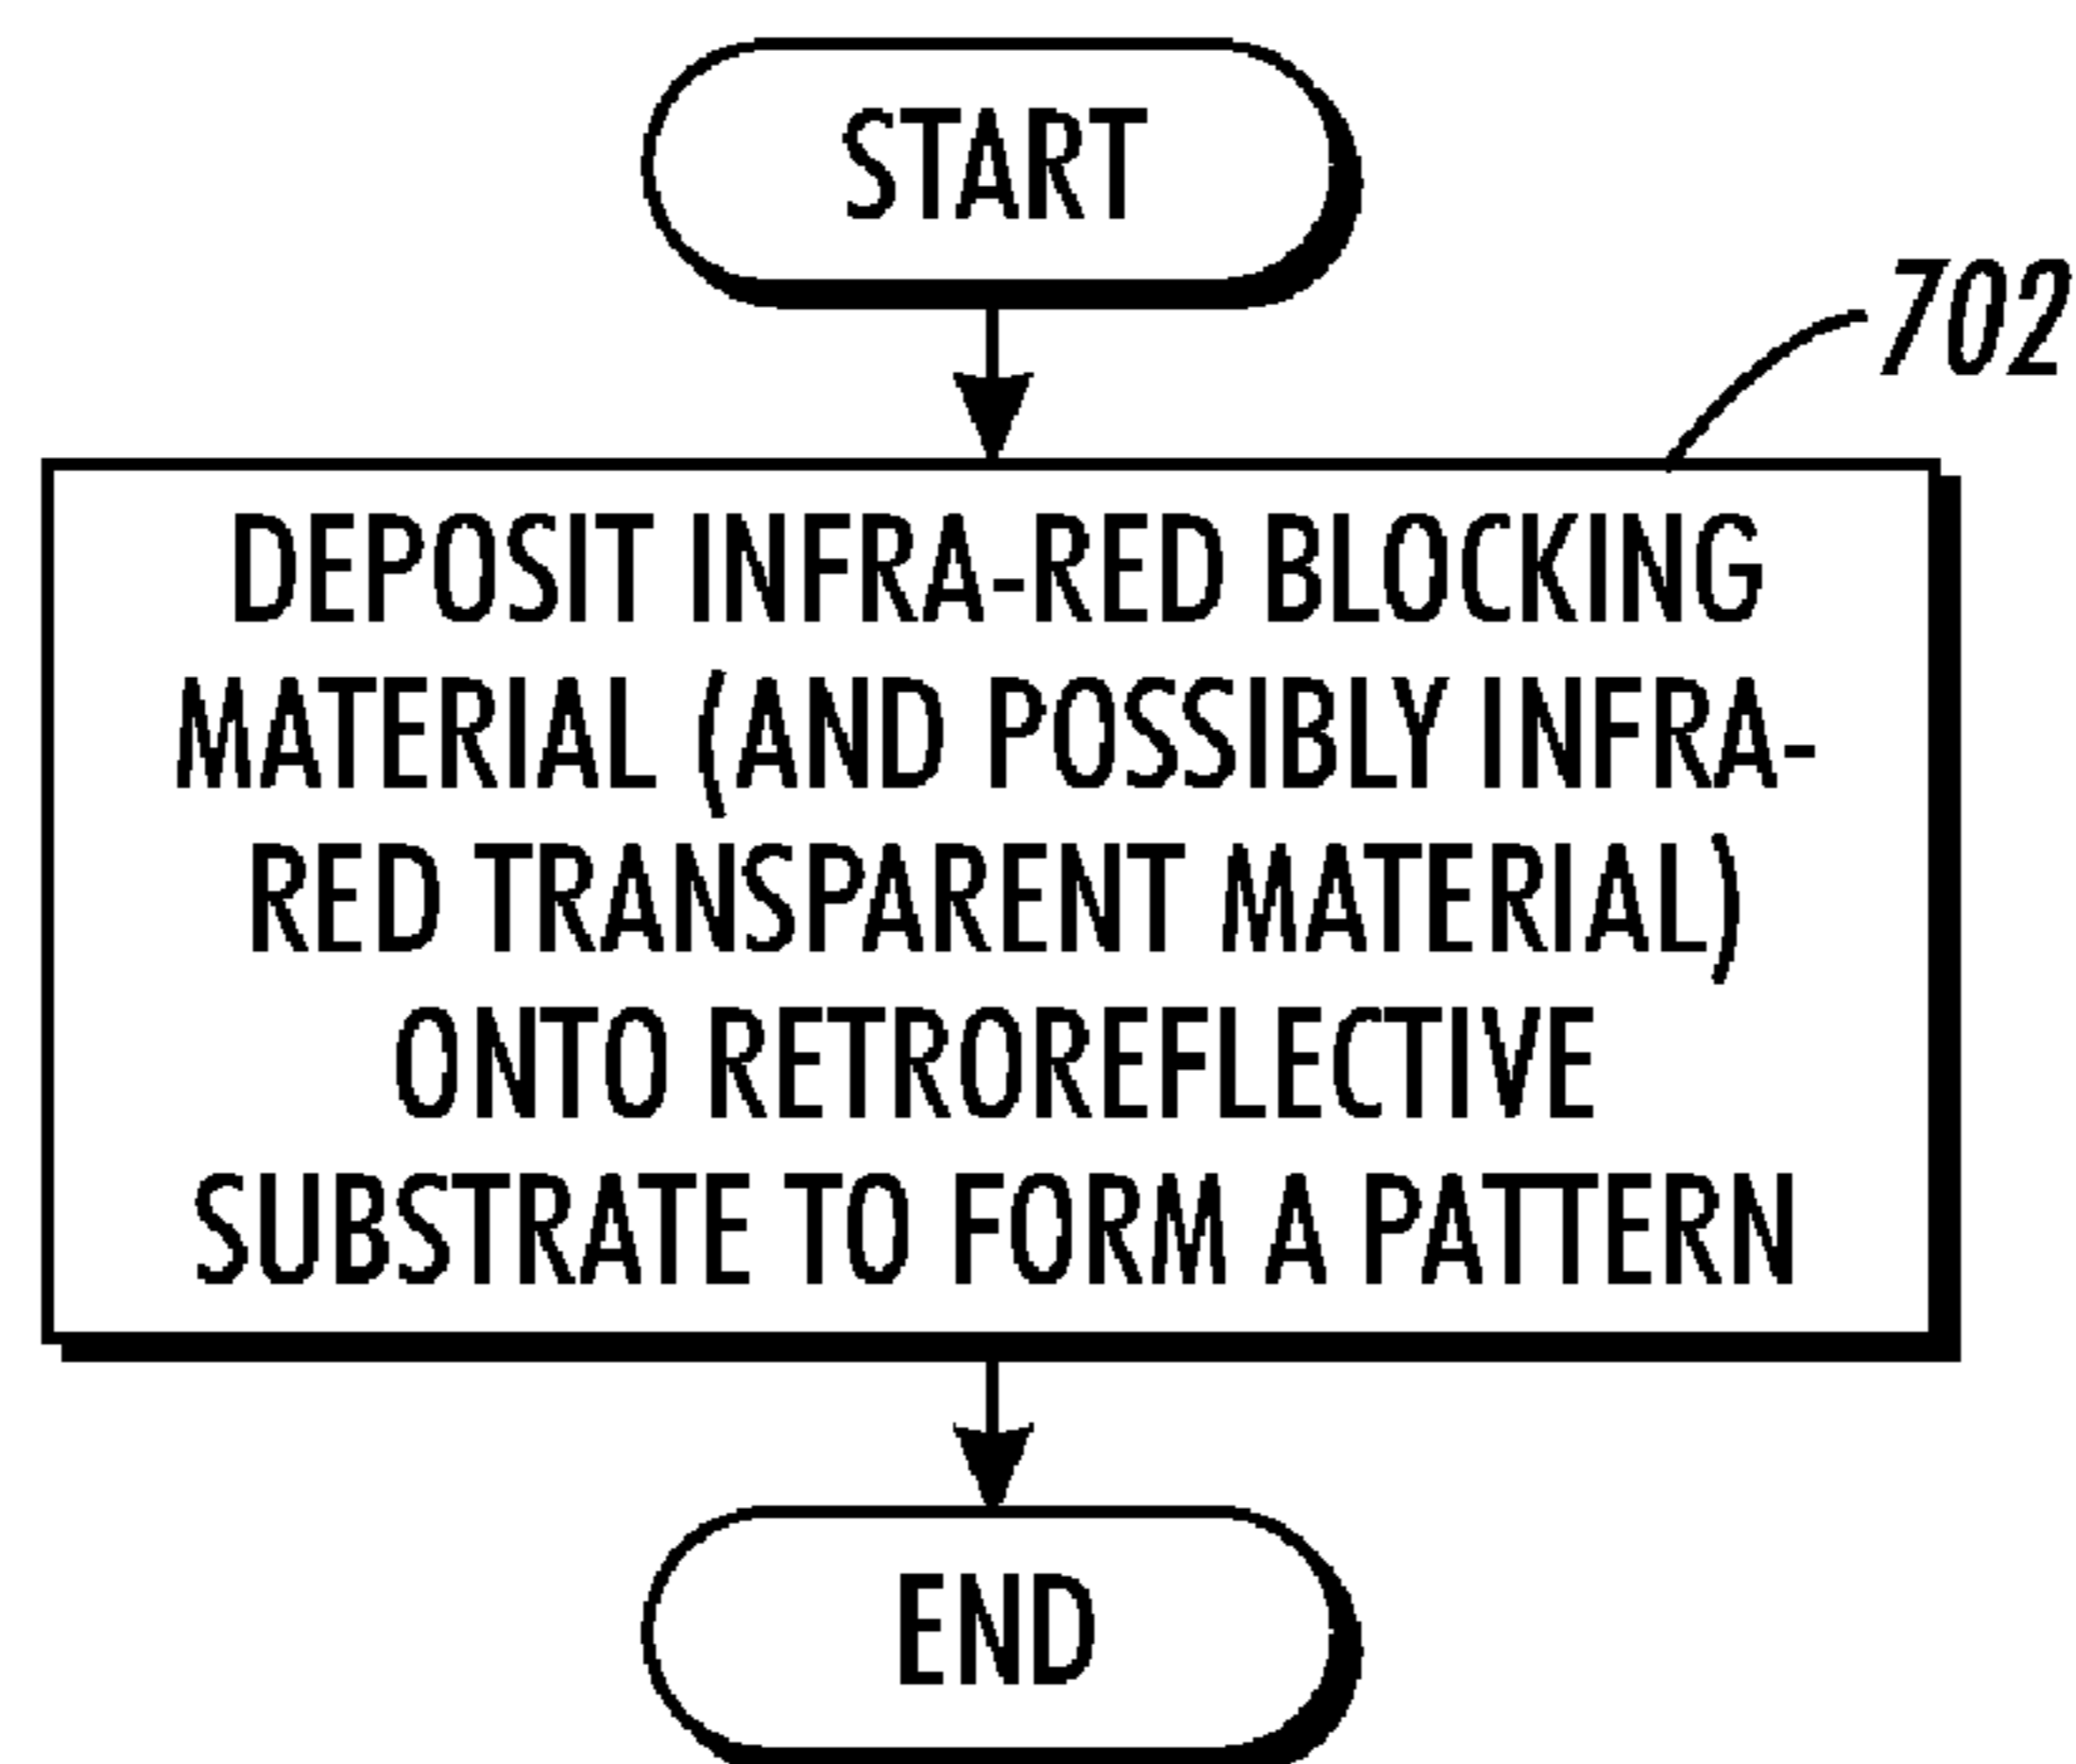 START
702
DEPOSIT INFRA-RED BLOCKING
MATERIAL (AND POSSIBLY INFRA-
RED TRANSPARENT MATERIAL)
ONTO RETROREFLECTIVE
SUBSTRATE TO FORM A PATTERN
END